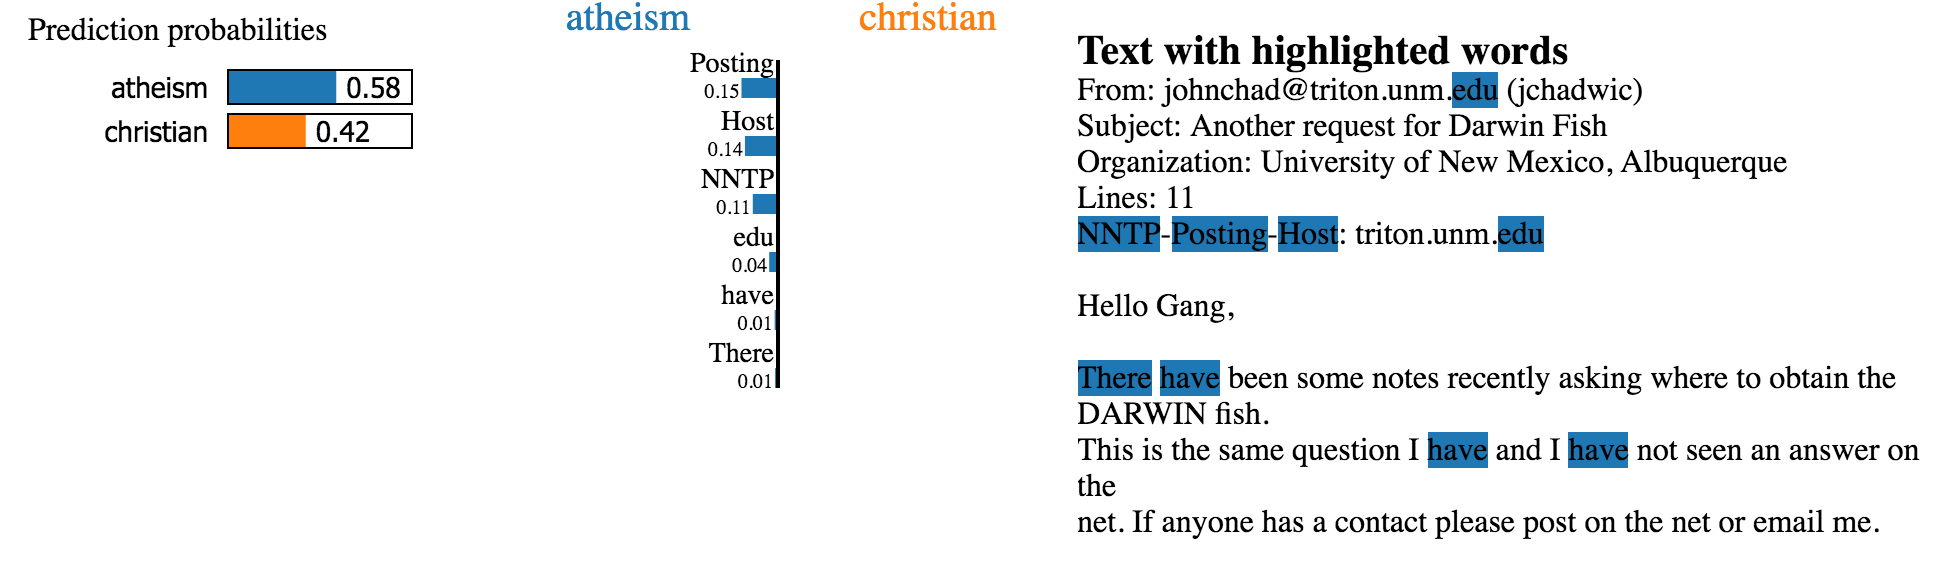 Prediction probabilities
atheism 0.58
christian 0.42
atheism christian
Posting
0.15
Host
0.14
NNTP
0.11
edu
0.04
have
0.01
There
0.01
Text with highlighted words
From: johnchad@triton.unm.edu (jchadwic)
Subject: Another request for Darwin Fish
Organization: University of New Mexico, Albuquerque
Lines: 11
NNTP-Posting-Host: triton.unm.edu
Hello Gang,
There have been some notes recently asking where to obtain the
DARWIN fish.
This is the same question I have and I have not seen an answer on
the
net. If anyone has a contact please post on the net or email me.